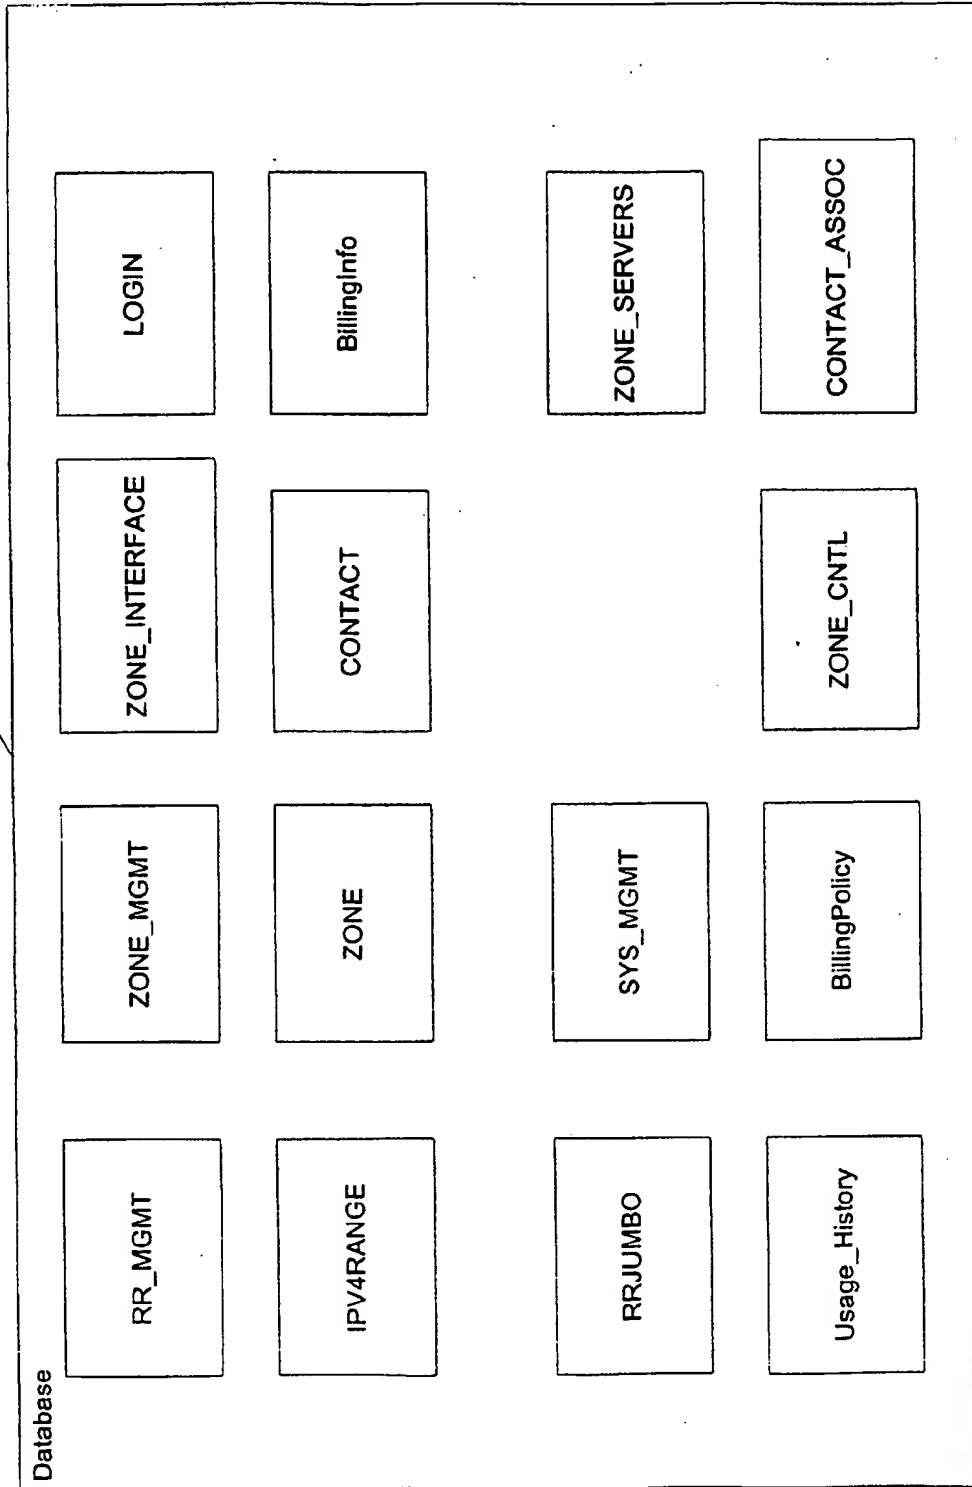 Database
RR_MGMT
ZONE_MGMT
ZONE_INTERFACE
LOGIN
IPV4RANGE
ZONE
CONTACT
BillingInfo
RRJUMBO
SYS_MGMT
ZONE_SERVERS
Usage_History
BillingPolicy
ZONE_CNTL
CONTACT_ASSOC